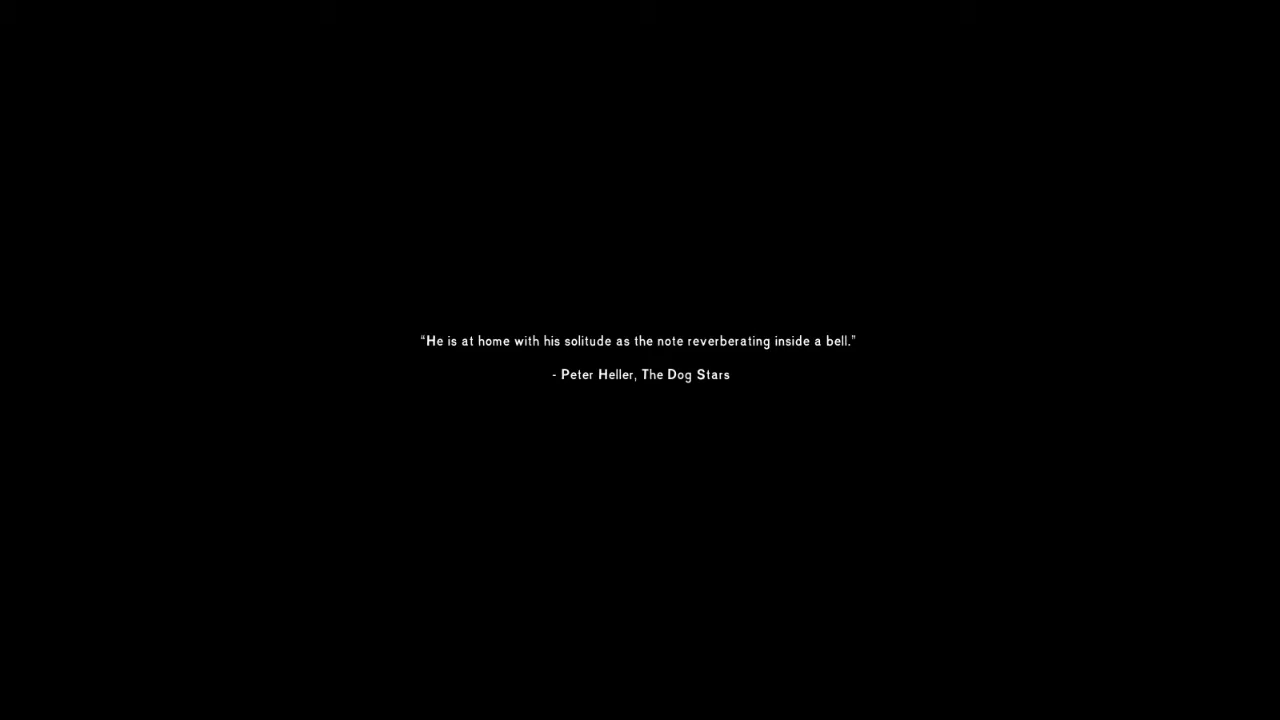 “He is at home with his solitude as the note reverberating inside a bell.”
- Peter Heller, The Dog Stars